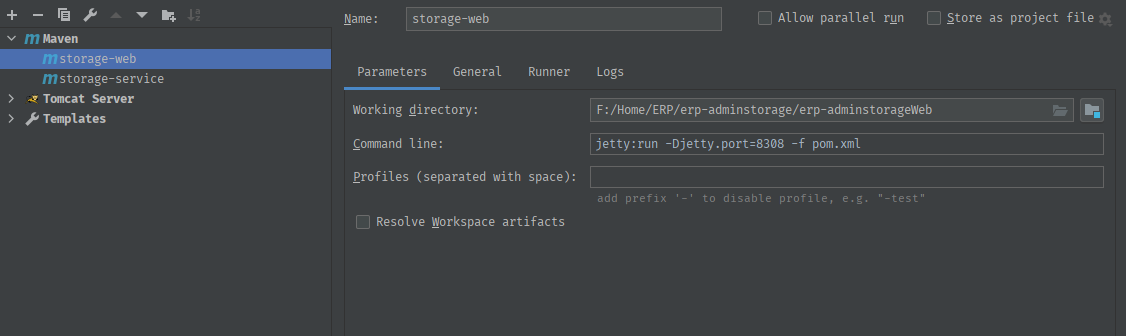 Name: storage-web Allow parallel run Store as project file
Maven
storage-web
storage-service
Tomcat Server
Templates
Parameters General Runner Logs
Working directory: F:/Home/ERP/erp-adminstorage/erp-adminstorageWeb
Command line: jetty:run -Djetty.port=8308 -f pom.xml
Profiles (separated with space):
add prefix '-' to disable profile, e.g. "-test"
Resolve Workspace artifacts